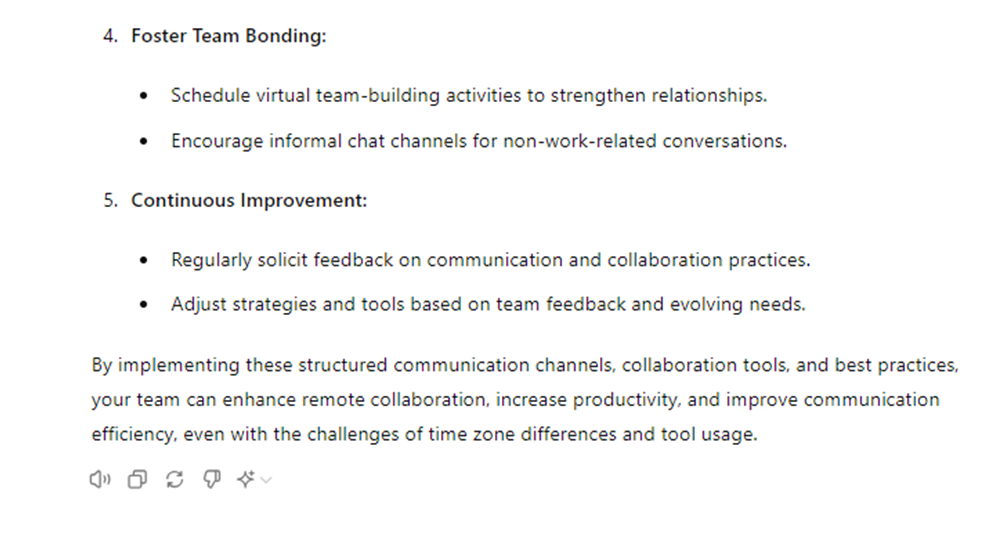 4. Foster Team Bonding:
• Schedule virtual team-building activities to strengthen relationships.
• Encourage informal chat channels for non-work-related conversations.
5. Continuous Improvement:
• Regularly solicit feedback on communication and collaboration practices.
• Adjust strategies and tools based on team feedback and evolving needs.
By implementing these structured communication channels, collaboration tools, and best practices,
your team can enhance remote collaboration, increase productivity, and improve communication
efficiency, even with the challenges of time zone differences and tool usage.